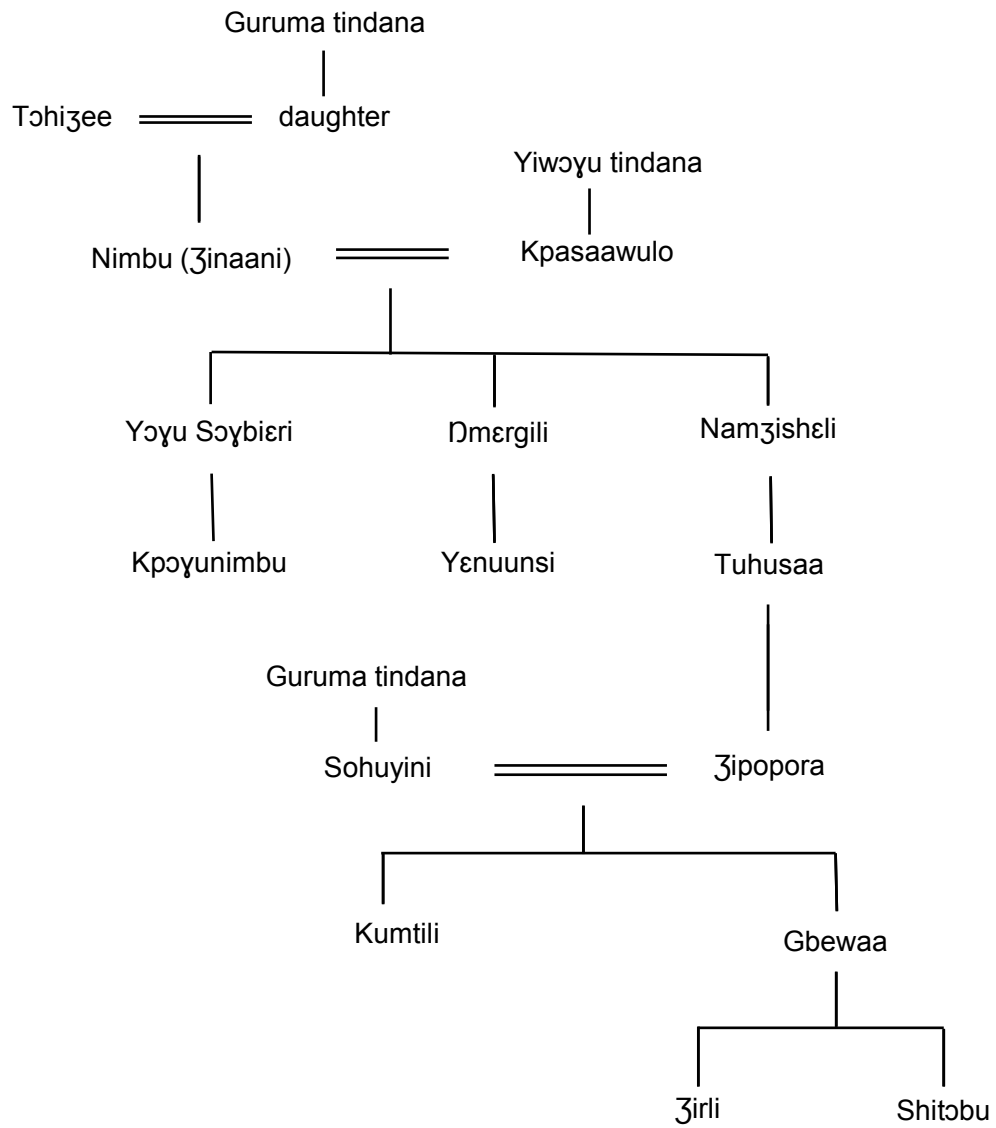 Guruma tindana
Tɔhiʒee daughter
Yiwɔɣu tindana
Nimbu (Ʒinaani) Kpasaawulo
Yɔɣu Sɔɣbiɛri Ŋmɛrgili Namʒishɛli
Kpɔɣunimbu Yɛnuunsi Tuhusaa
Guruma tindana
Sohuyini Ʒipopora
Kumtili Gbewaa
Ʒirli Shitɔbu